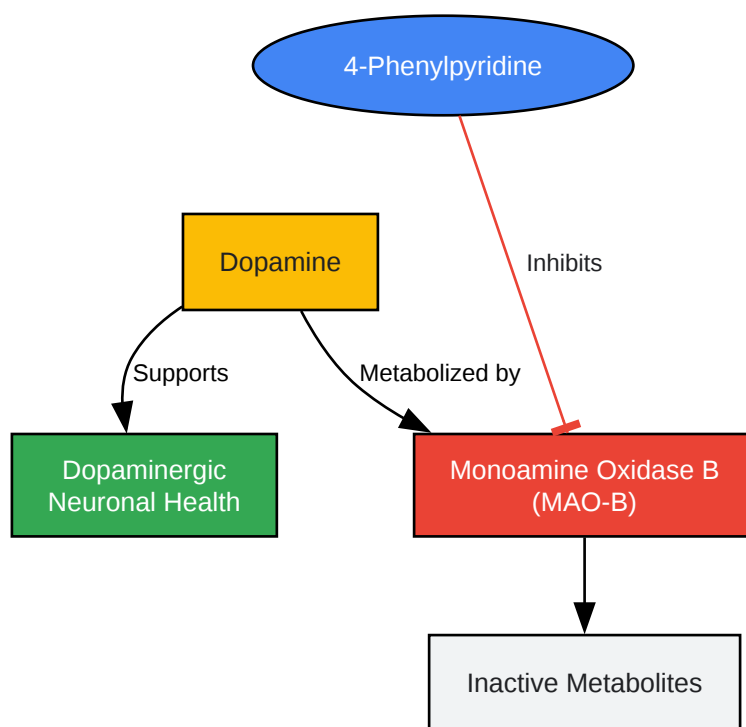 4-Phenylpyridine
Dopamine
Inhibits
Supports
Metabolized by
Dopaminergic
Neuronal Health
Monoamine Oxidase B
(MAO-B)
Inactive Metabolites